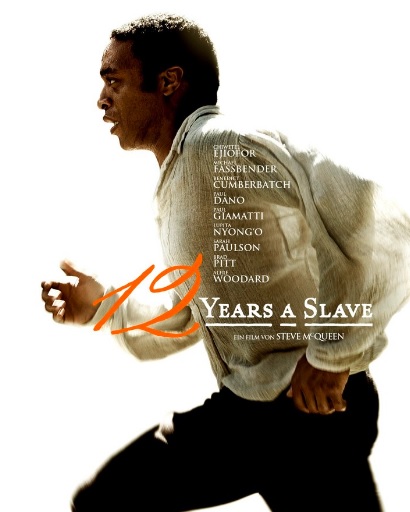 CHIWETEL
EJIOFOR
MICHAEL
FASSBENDER
BENEDICT
CUMBERBATCH
PAUL
DANO
PAUL
GIAMATTI
LUPITA
NYONG'O
SARAH
PAULSON
BRAD
PITT
ALFRE
WOODARD
12 YEARS A SLAVE
EIN FILM VON STEVE McQUEEN